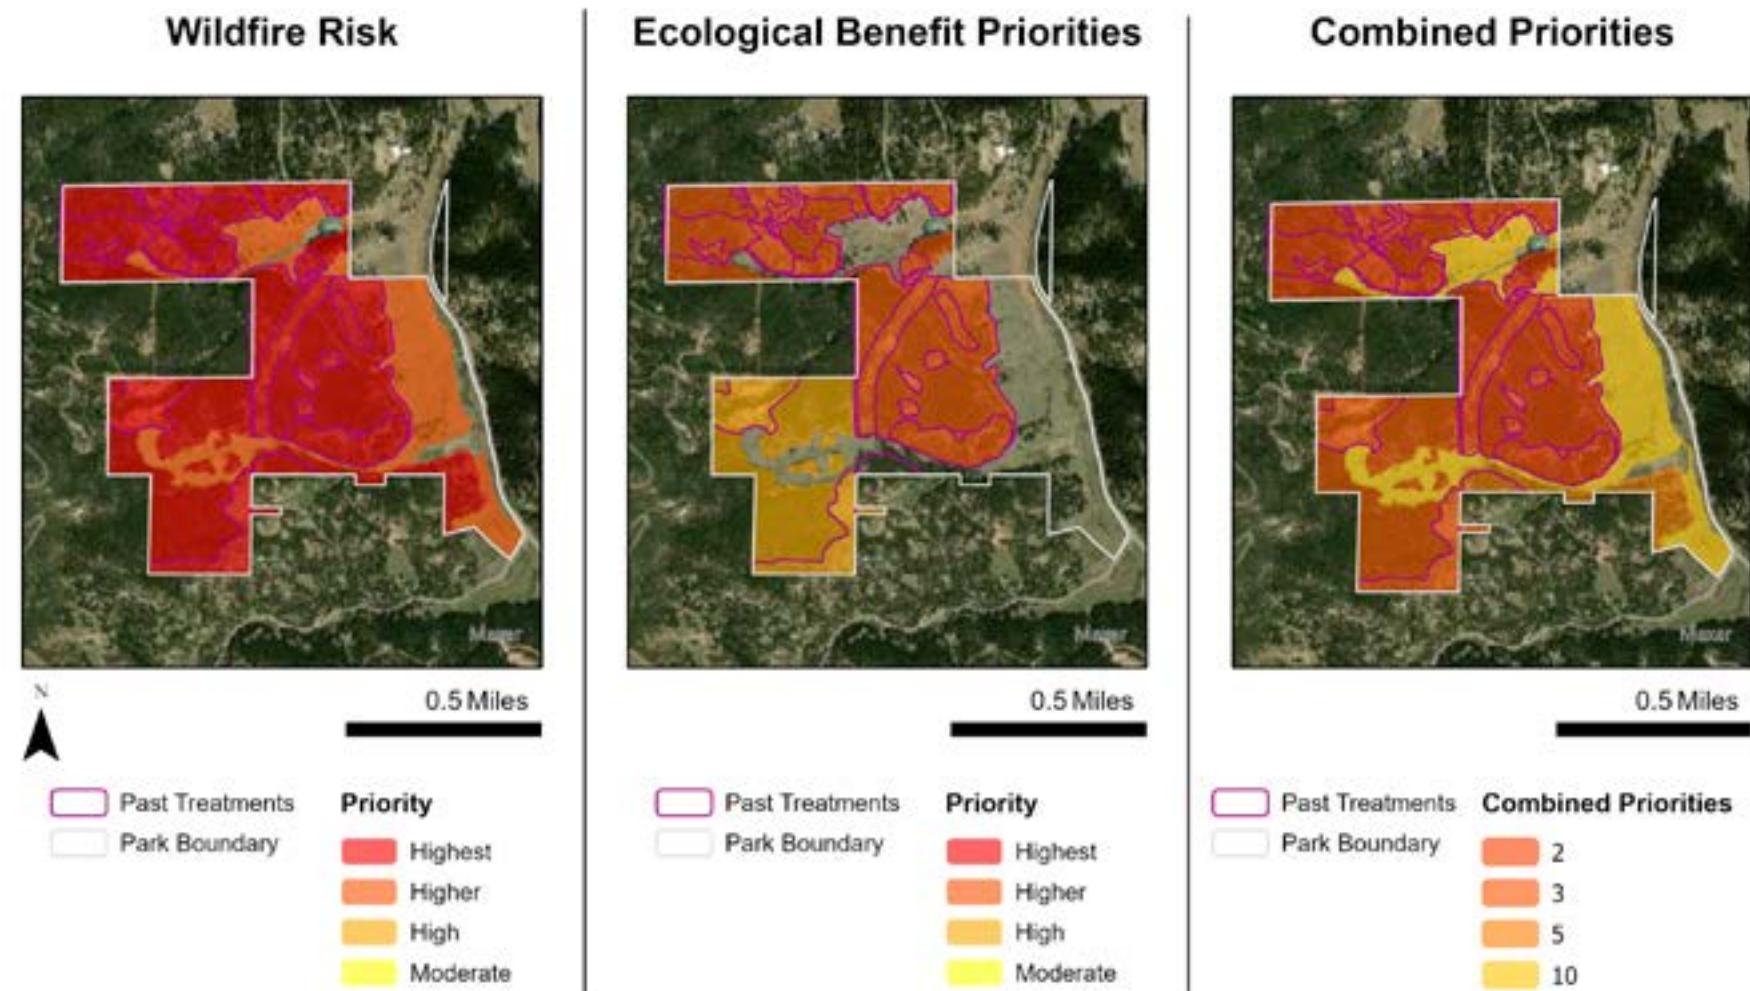 Wildfire Risk
Ecological Benefit Priorities
Combined Priorities
Maxar
Maxar
Maxar
N
0.5 Miles
0.5 Miles
0.5 Miles
Past Treatments
Park Boundary
Priority
Highest
Higher
High
Moderate
Past Treatments
Park Boundary
Priority
Highest
Higher
High
Moderate
Past Treatments
Park Boundary
Combined Priorities
2
3
5
10